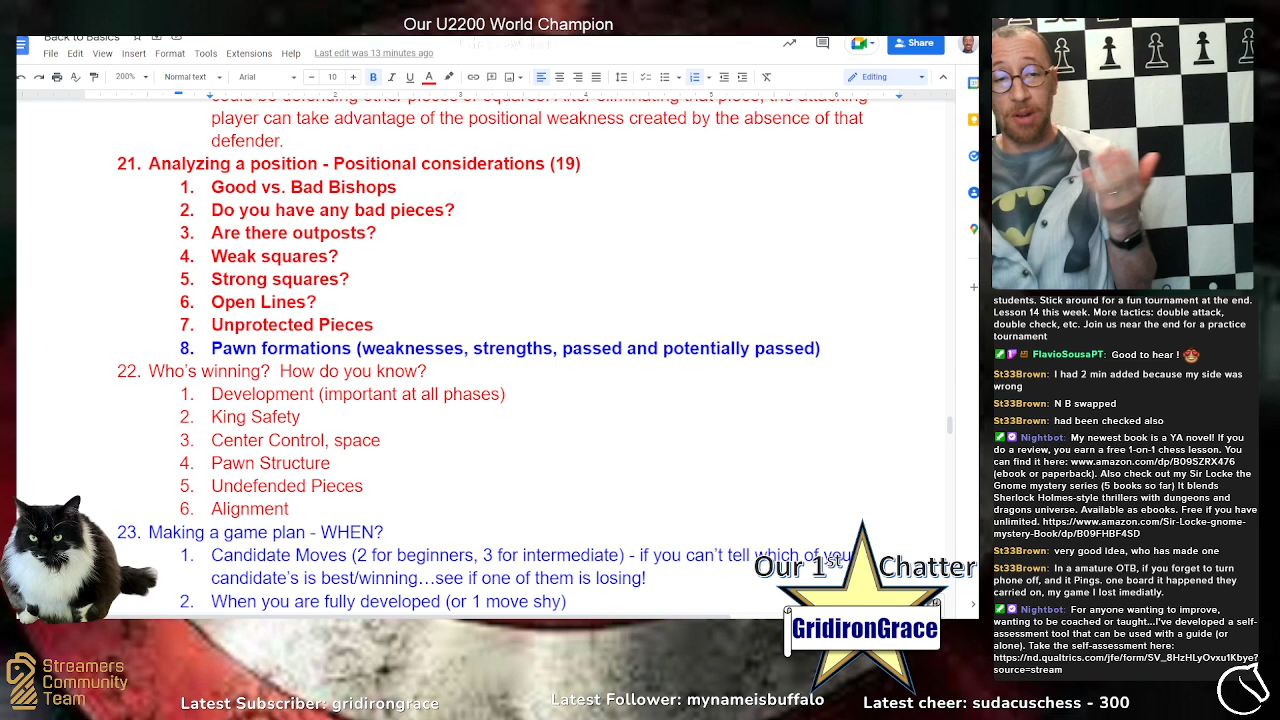 Our U2200 World Champion
Back to Basics
File Edit View Insert Format Tools Extensions Help Last edit was 13 minutes ago
Share
200% Normal text Arial 10 B I U A Editing
2 3 4 5 6
could be defending other pieces or squares. After eliminating that piece, the attacking
player can take advantage of the positional weakness created by the absence of that
defender.
21. Analyzing a position - Positional considerations (19)
1. Good vs. Bad Bishops
2. Do you have any bad pieces?
3. Are there outposts?
4. Weak squares?
5. Strong squares?
6. Open Lines?
7. Unprotected Pieces
8. Pawn formations (weaknesses, strengths, passed and potentially passed)
22. Who's winning? How do you know?
1. Development (important at all phases)
2. King Safety
3. Center Control, space
4. Pawn Structure
5. Undefended Pieces
6. Alignment
23. Making a game plan - WHEN?
1. Candidate Moves (2 for beginners, 3 for intermediate) - if you can't tell which of your
candidate's is best/winning…see if one of them is losing!
2. When you are fully developed (or 1 move shy)
Our 1st Chatter
GridironGrace
students. Stick around for a fun tournament at the end.
Lesson 14 this week. More tactics: double attack,
double check, etc. Join us near the end for a practice
tournament
FlavioSousaPT: Good to hear !
St33Brown: I had 2 min added because my side was
wrong
St33Brown: N B swapped
St33Brown: had been checked also
Nightbot: My newest book is a YA novel! If you
do a review, you earn a free 1-on-1 chess lesson. You
can find it here: www.amazon.com/dp/B09SZRX476
(ebook or paperback). Also check out my Sir Locke the
Gnome mystery series (5 books so far) It blends
Sherlock Holmes-style thrillers with dungeons and
dragons universe. Available as ebooks. Free if you have
unlimited. https://www.amazon.com/Sir-Locke-gnome-
mystery-Book/dp/B09FHBF4SD
St33Brown: very good Idea, who has made one
St33Brown: In a amature OTB, if you forget to turn
phone off, and it Pings. one board it happened they
carried on, my game I lost imediatly.
Nightbot: For anyone wanting to improve,
wanting to be coached or taught...I've developed a self-
assessment tool that can be used with a guide (or
alone). Take the self-assessment here:
https://nd.qualtrics.com/jfe/form/SV_8HzHLyOvxu1Kbye?
source=stream
Streamers
Community
Team
Latest Subscriber: gridirongrace
Latest Follower: mynameisbuffalo
Latest cheer: sudacuschess - 300